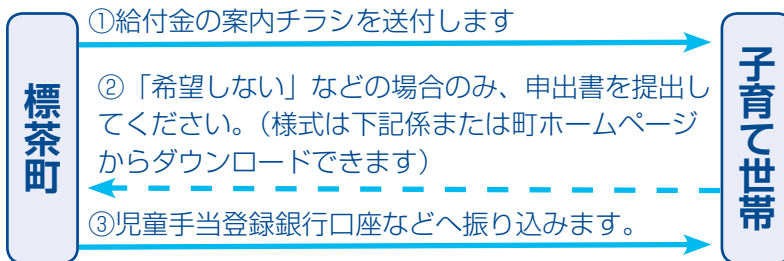 標茶町
①給付金の案内チラシを送付します
②「希望しない」などの場合のみ、申出書を提出し
てください。（様式は下記係または町ホームページ
からダウンロードできます）
③児童手当登録銀行口座などへ振り込みます。
子育て世帯